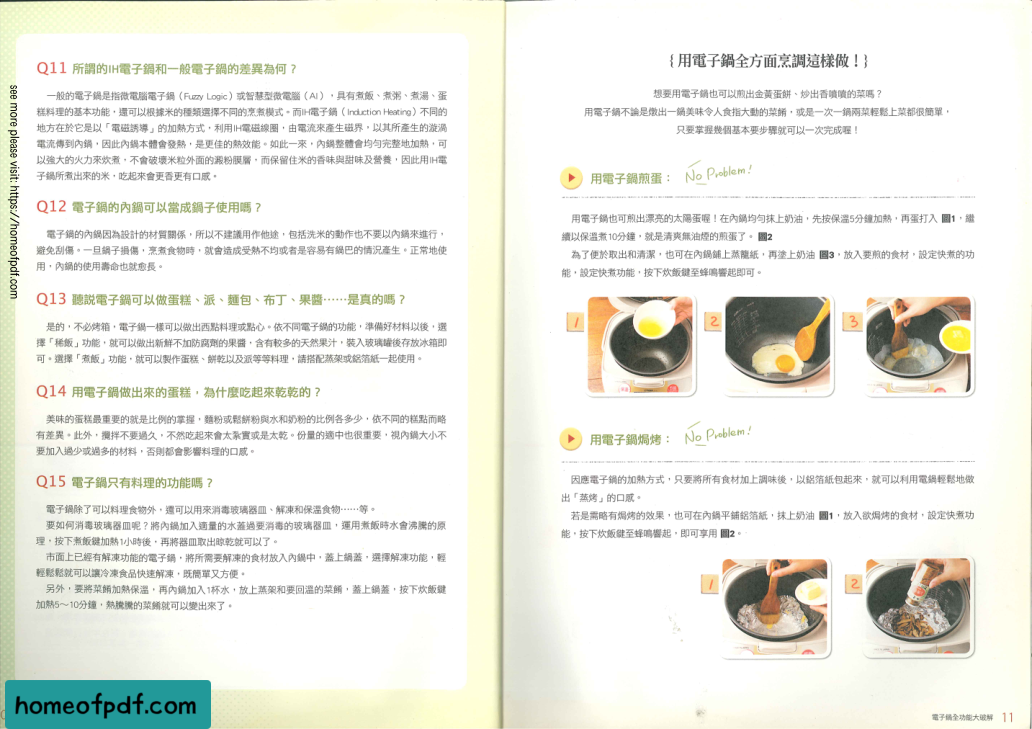 see more please visit: https://homeofpdf.com
Q11 所謂的IH電子鍋和一般電子鍋的差異為何？
一般的電子鍋是指微電腦電子鍋（Fuzzy Logic）或智慧型微電腦（AI），具有煮飯、煮粥、煮湯、蛋
糕料理的基本功能，還可以根據米的種類選擇不同的烹煮模式。而IH電子鍋（Induction Heating）不同的
地方在於它是以「電磁誘導」的加熱方式，利用IH電磁線圈，由電流來產生磁界，以其所產生的漩渦
電流傳到內鍋，因此內鍋本體會發熱，是更佳的熱效能。如此一來，內鍋整體會均勻完整地加熱，可
以強大的火力來炊煮，不會破壞米粒外面的澱粉膜層，而保留住米的香味與甜味及營養，因此用IH電
子鍋所煮出來的米，吃起來會更香更有口感。
Q12 電子鍋的內鍋可以當成鍋子使用嗎？
電子鍋的內鍋因為設計的材質關係，所以不建議用作他途，包括洗米的動作也不要以內鍋來進行，
避免刮傷。一旦鍋子損傷，烹煮食物時，就會造成受熱不均或者是容易有鍋巴的情況產生。正常地使
用，內鍋的使用壽命也就愈長。
Q13 聽說電子鍋可以做蛋糕、派、麵包、布丁、果醬⋯⋯是真的嗎？
是的，不必烤箱，電子鍋一樣可以做出西點料理或點心。依不同電子鍋的功能，準備好材料以後，選
擇「稀飯」功能，就可以做出新鮮不加防腐劑的果醬，含有較多的天然果汁，裝入玻璃罐後存放冰箱即
可。選擇「煮飯」功能，就可以製作蛋糕、餅乾以及派等等料理，請搭配蒸架或鋁箔紙一起使用。
Q14 用電子鍋做出來的蛋糕，為什麼吃起來乾乾的？
美味的蛋糕最重要的就是比例的掌握，麵粉或鬆餅粉與水和奶粉的比例各多少，依不同的糕點而略
有差異。此外，攪拌不要過久，不然吃起來會太紮實或是太乾。份量的適中也很重要，視內鍋大小不
要加入過少或過多的材料，否則都會影響料理的口感。
Q15 電子鍋只有料理的功能嗎？
電子鍋除了可以料理食物外，還可以用來消毒玻璃器皿、解凍和保溫食物⋯⋯等。
要如何消毒玻璃器皿呢？將內鍋加入適量的水蓋過要消毒的玻璃器皿，運用煮飯時水會沸騰的原
理，按下煮飯鍵加熱1小時後，再將器皿取出晾乾就可以了。
市面上已經有解凍功能的電子鍋，將所需要解凍的食材放入內鍋中，蓋上鍋蓋，選擇解凍功能，輕
輕鬆鬆就可以讓冷凍食品快速解凍，既簡單又方便。
另外，要將菜餚加熱保溫，再內鍋加入1杯水，放上蒸架和要回溫的菜餚，蓋上鍋蓋，按下炊飯鍵
加熱5～10分鐘，熱騰騰的菜餚就可以變出來了。
homeofpdf.com
{ 用電子鍋全方面烹調這樣做！}
想要用電子鍋也可以煎出金黃蛋餅、炒出香噴噴的菜嗎？
用電子鍋不論是燉出一鍋美味令人食指大動的菜餚，或是一次一鍋兩菜輕鬆上菜都很簡單，
只要掌握幾個基本要步驟就可以一次完成喔！
用電子鍋煎蛋： No Problem!
用電子鍋也可煎出漂亮的太陽蛋喔！在內鍋均勻抹上奶油，先按保溫5分鐘加熱，再蛋打入 圖1，繼
續以保溫煮10分鐘，就是清爽無油煙的煎蛋了。 圖2
為了便於取出和清潔，也可在內鍋舖上蒸籠紙，再塗上奶油 圖3，放入要煎的食材，設定快煮的功
能，設定快煮功能，按下炊飯鍵至蜂鳴響起即可。
1
2
3
用電子鍋焗烤： No Problem!
因應電子鍋的加熱方式，只要將所有食材加上調味後，以鋁箔紙包起來，就可以利用電鍋輕鬆地做
出「蒸烤」的口感。
若是需略有焗烤的效果，也可在內鍋平舖鋁箔紙，抹上奶油 圖1，放入欲焗烤的食材，設定快煮功
能，按下炊飯鍵至蜂鳴響起，即可享用 圖2。
1
2
電子鍋全功能大破解 11